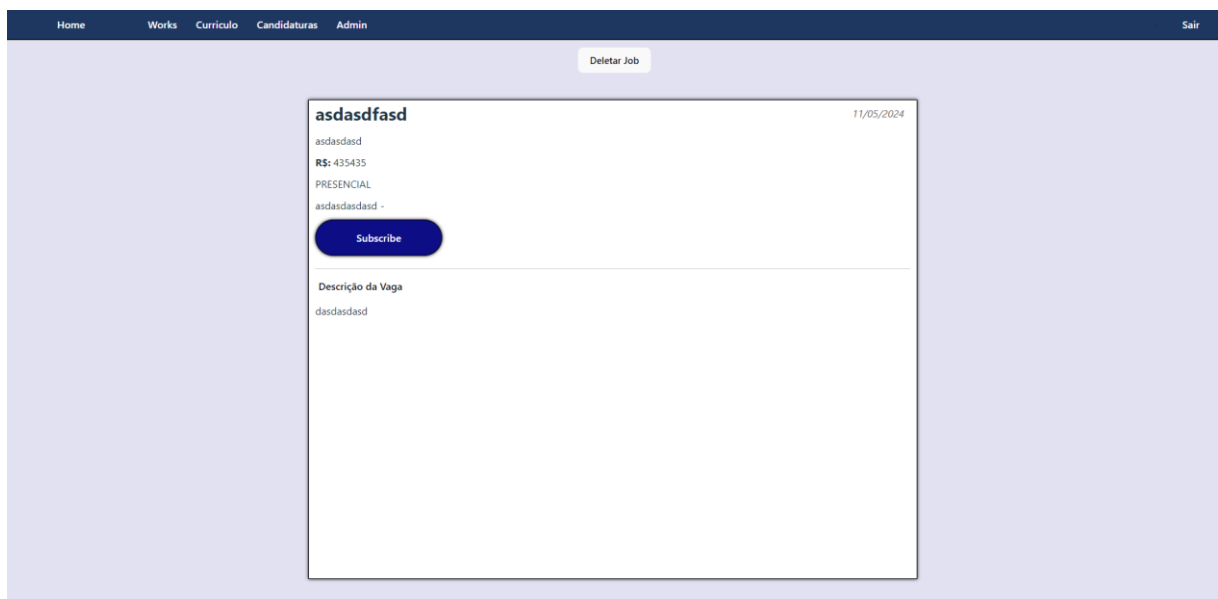 Home Works Curriculo Candidaturas Admin Sair
Deletar Job
asdasdfasd 11/05/2024
asdasdasd
R$: 435435
PRESENCIAL
asdasdasdasd -
Subscribe
Descrição da Vaga
dasdasdasd